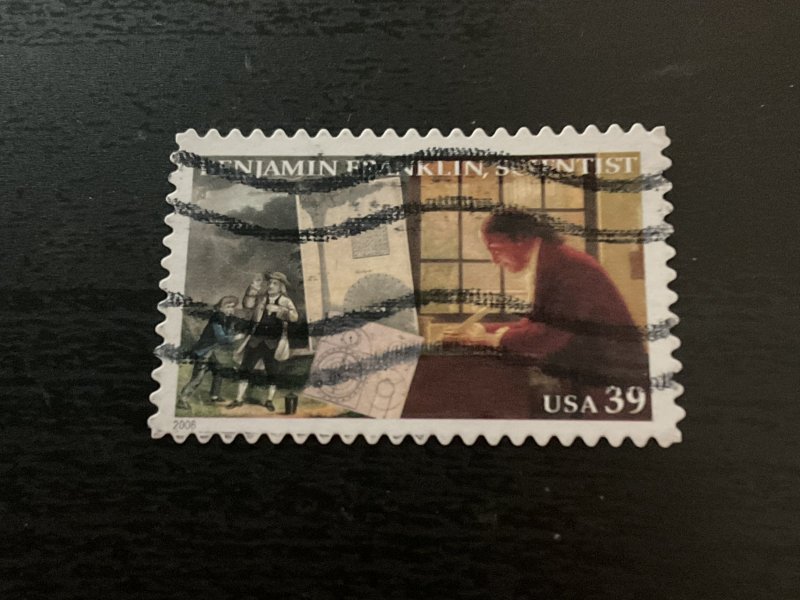 BENJAMIN FRANKLIN, SCIENTIST
USA 39
2006